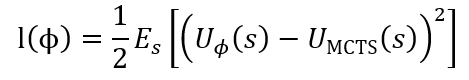 l(ϕ) = 1/2 E_s [(U_ϕ(s) − U_MCTS(s))^2]